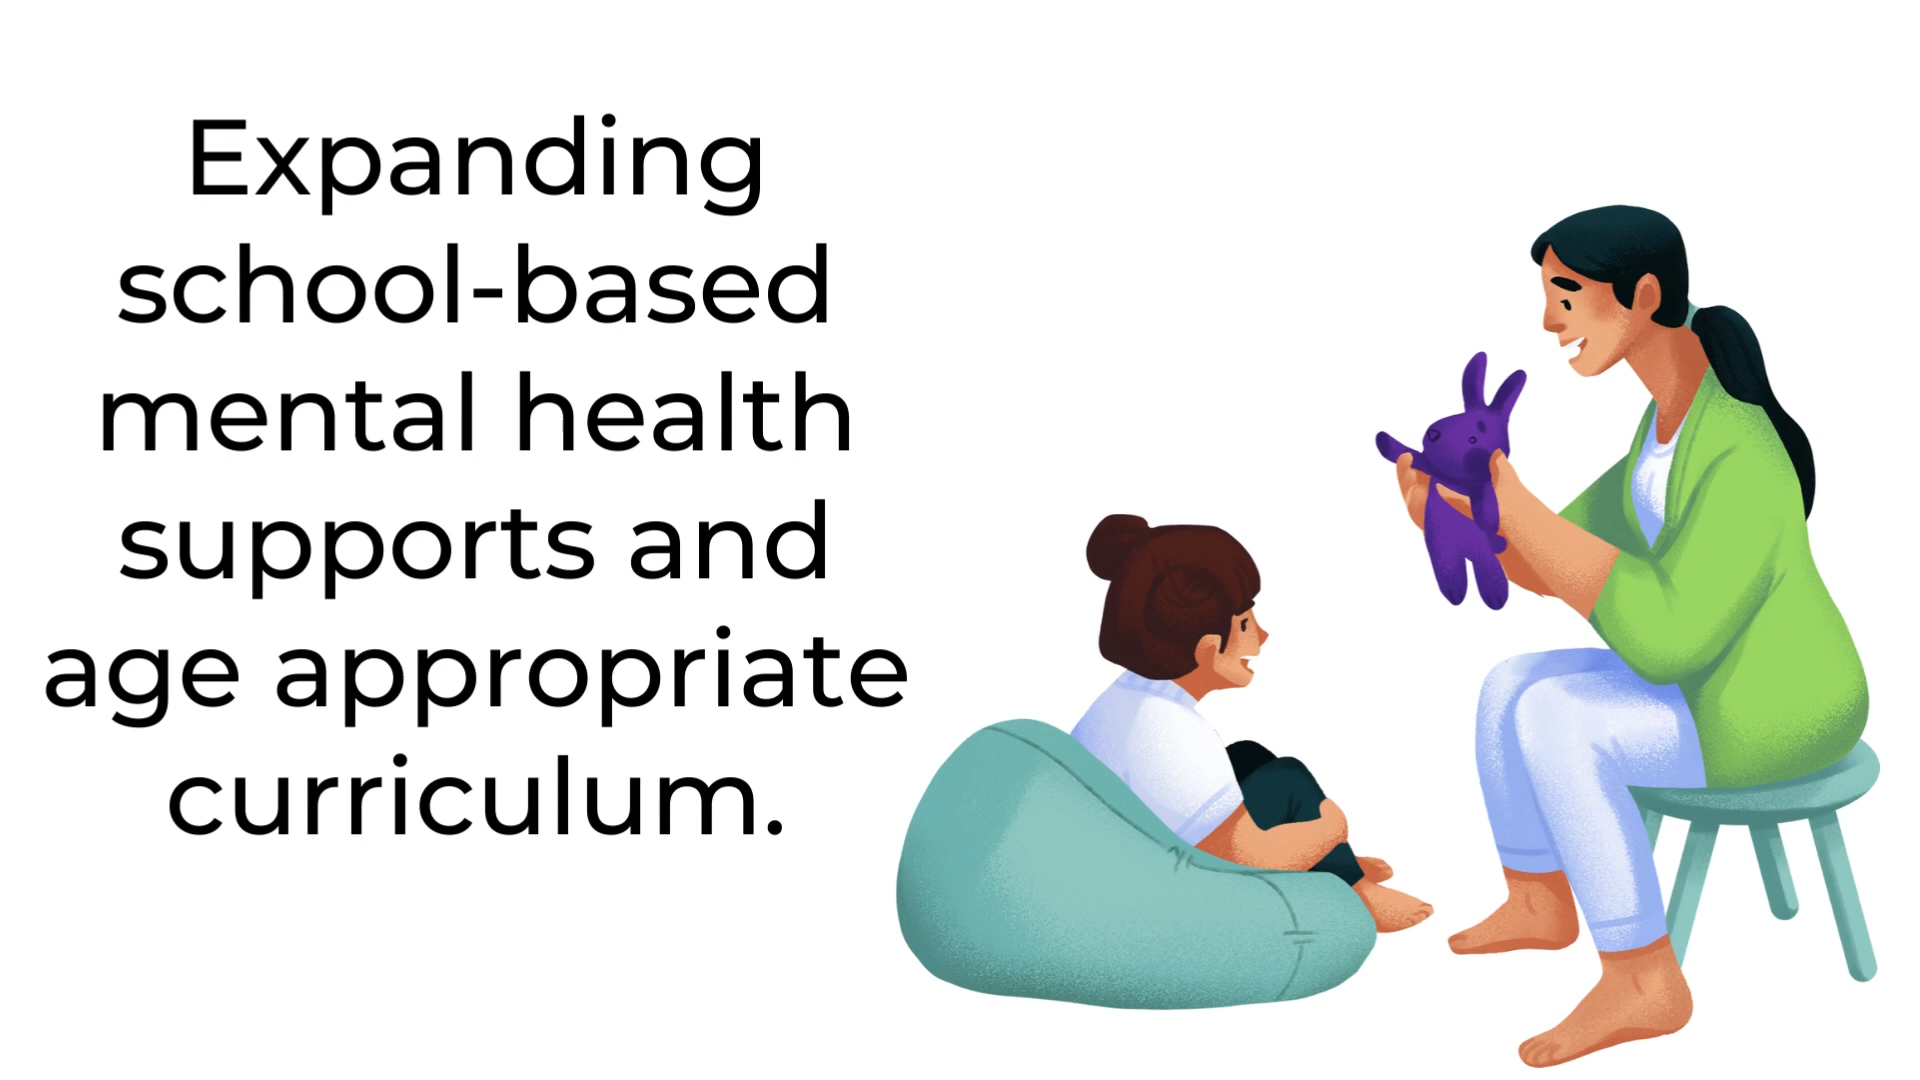 Expanding
school-based
mental health
supports and
age appropriate
curriculum.